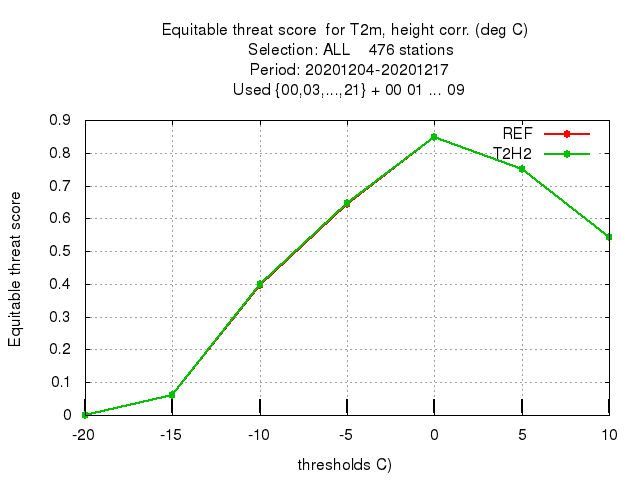 Equitable threat score  for T2m, height corr. (deg C)
Selection: ALL    476 stations
Period: 20201204-20201217
Used {00,03,...,21} + 00 01 ... 09
0.9
0.8
0.7
0.6
0.5
0.4
0.3
0.2
0.1
0
Equitable threat score
REF
T2H2
-20 -15 -10 -5 0 5 10
thresholds C)